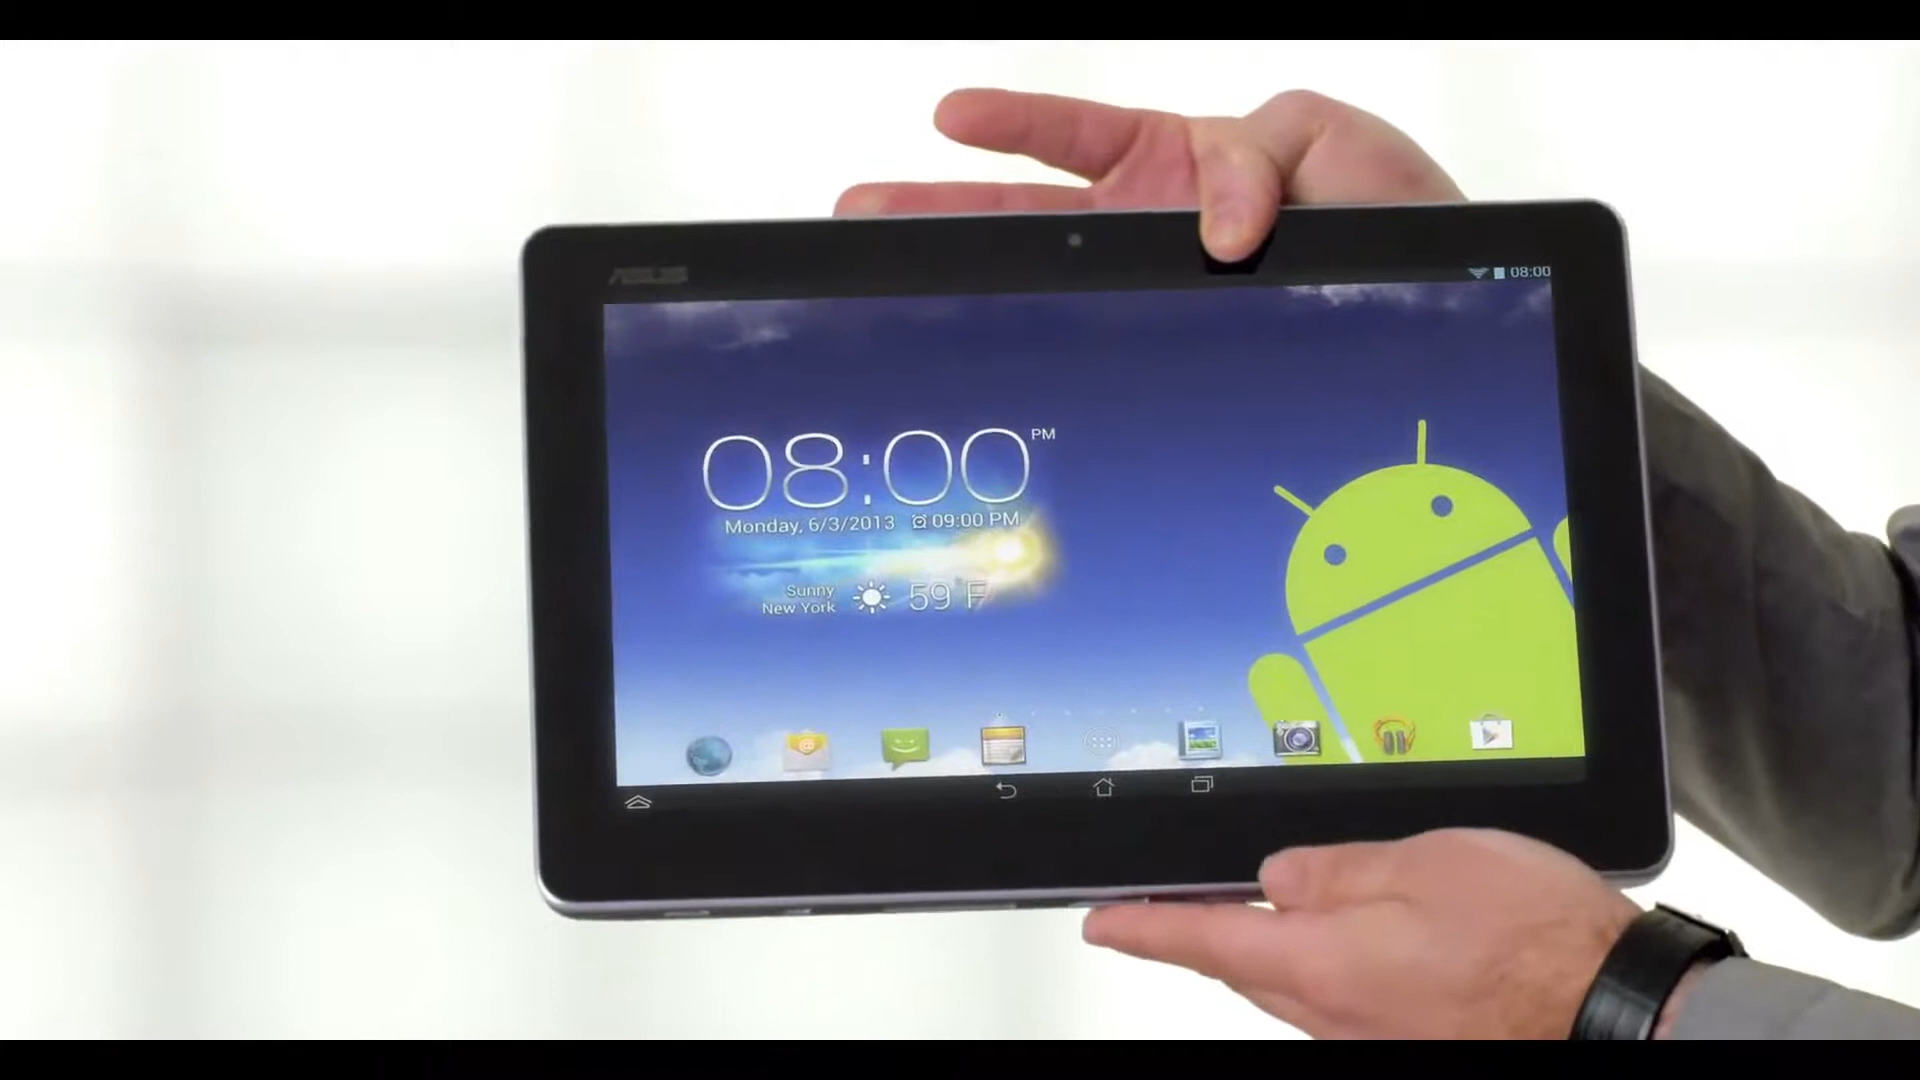 ASUS
08:00
08:00 PM
Monday, 6/3/2013 09:00 PM
Sunny
New York
59°F
@